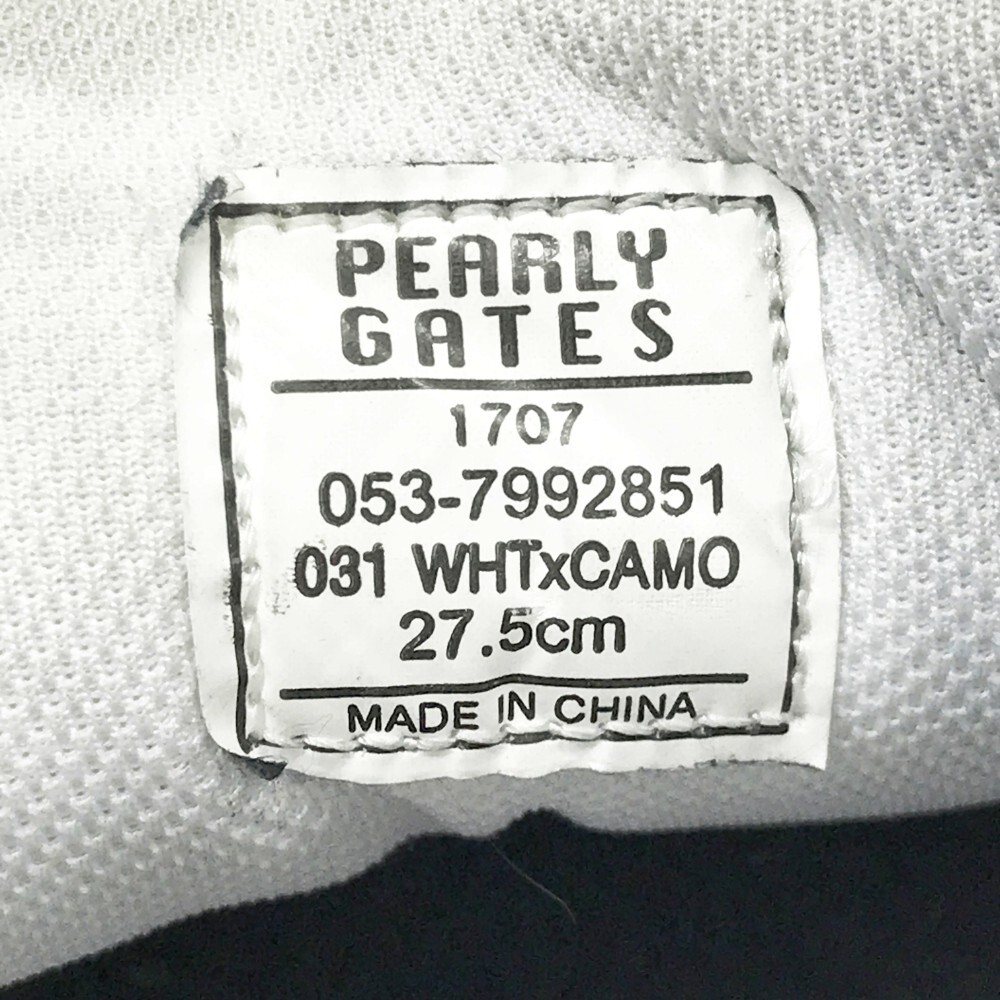 PEARLY
GATES
1707
053-7992851
031 WHTxCAMO
27.5cm
MADE IN CHINA